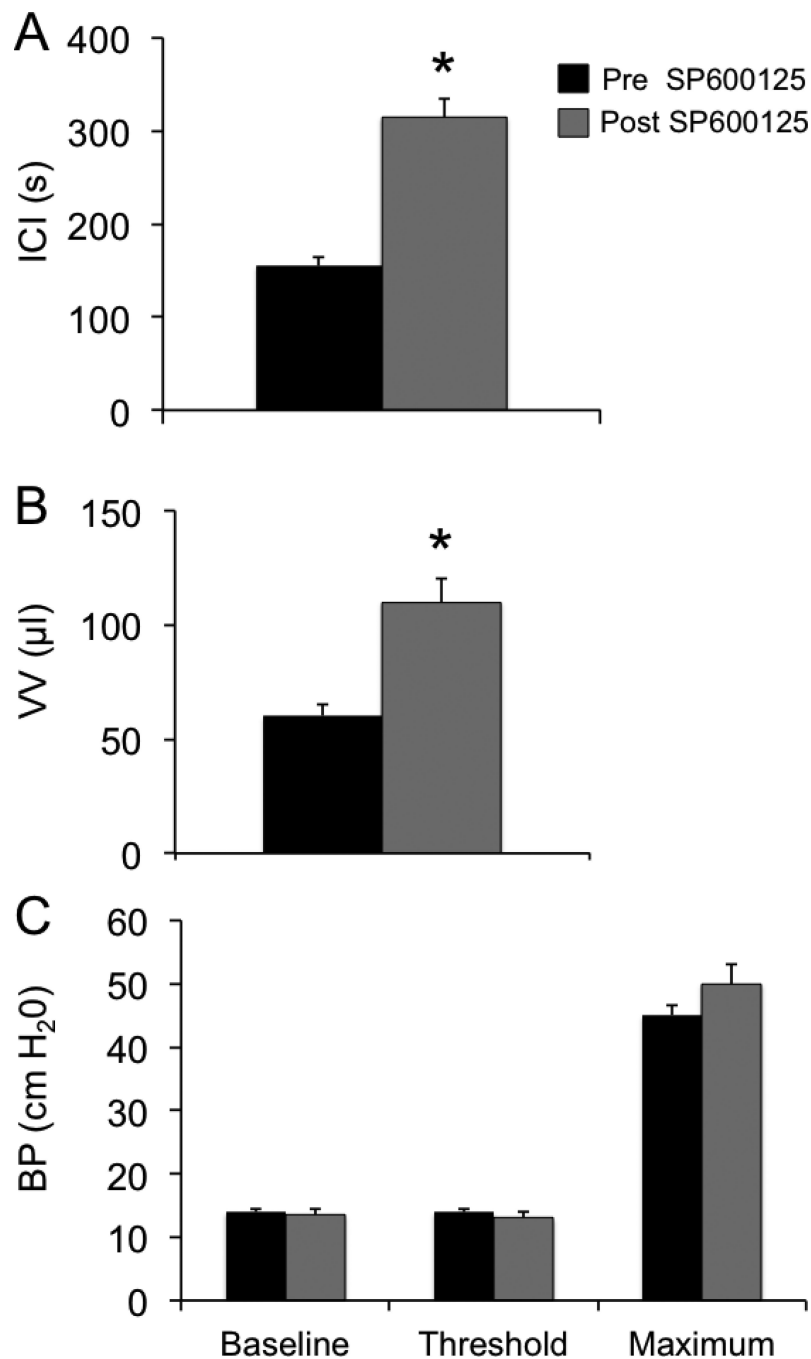 A
400
300
200
100
0
ICI (s)
*
Pre SP600125
Post SP600125
B
150
100
50
0
VV (µl)
*
C
60
50
40
30
20
10
0
BP (cm H₂0)
Baseline Threshold Maximum